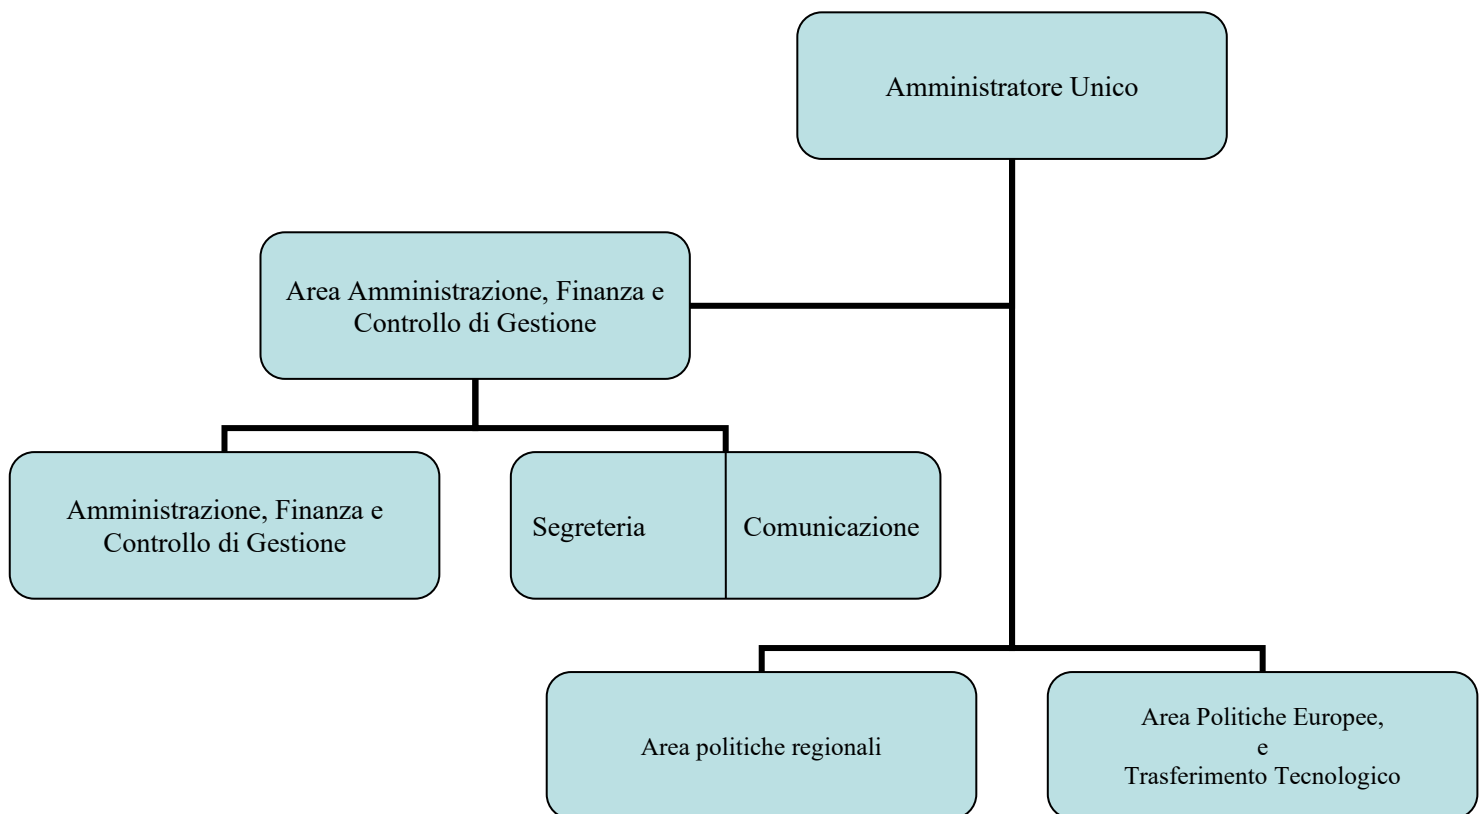 Amministratore Unico
Area Amministrazione, Finanza e
Controllo di Gestione
Amministrazione, Finanza e
Controllo di Gestione
Segreteria
Comunicazione
Area politiche regionali
Area Politiche Europee,
e
Trasferimento Tecnologico